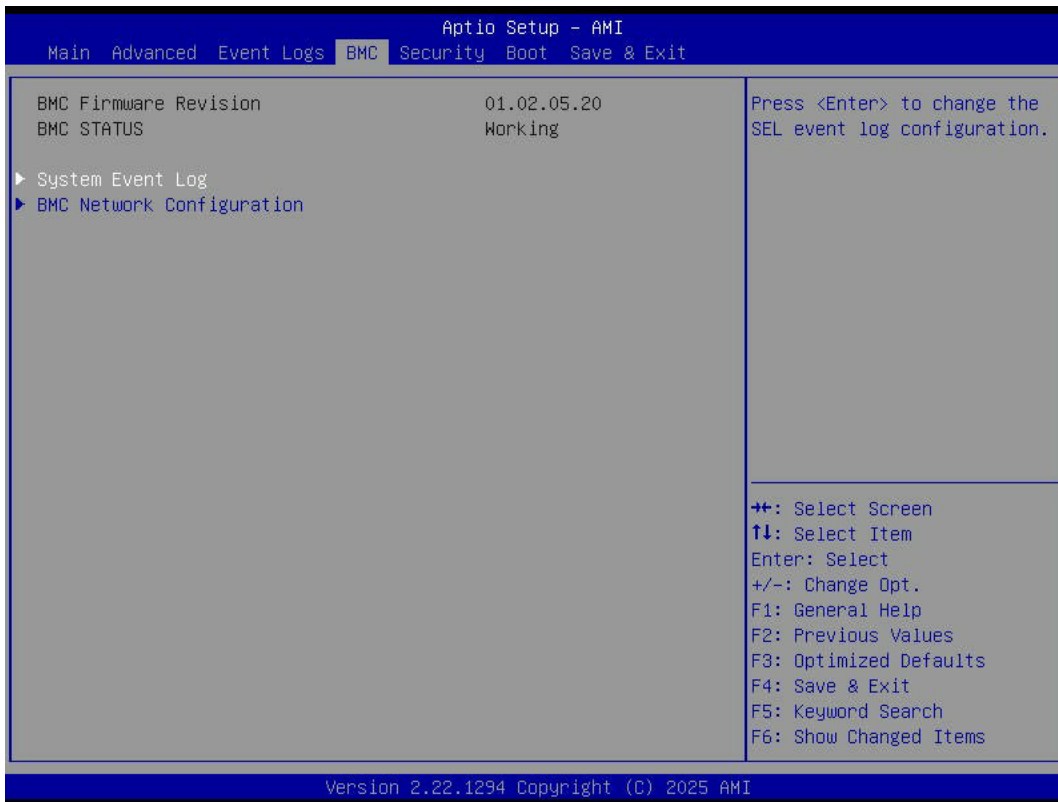 Aptio Setup – AMI
Main Advanced Event Logs BMC Security Boot Save & Exit
BMC Firmware Revision 01.02.05.20
BMC STATUS Working
▶ System Event Log
▶ BMC Network Configuration
Press <Enter> to change the
SEL event log configuration.
→←: Select Screen
↑↓: Select Item
Enter: Select
+/-: Change Opt.
F1: General Help
F2: Previous Values
F3: Optimized Defaults
F4: Save & Exit
F5: Keyword Search
F6: Show Changed Items
Version 2.22.1294 Copyright (C) 2025 AMI